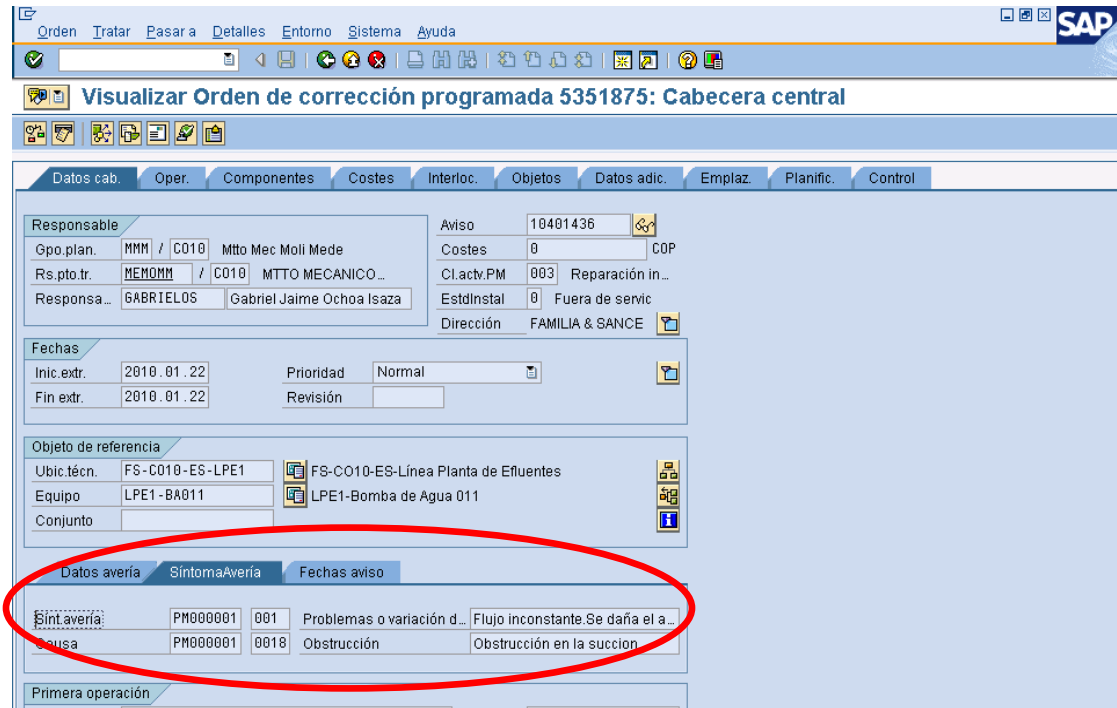 Orden Tratar Pasar a Detalles Entorno Sistema Ayuda
SAP
Visualizar Orden de corrección programada 5351875: Cabecera central
Datos cab. Oper. Componentes Costes Interloc. Objetos Datos adic. Emplaz. Planific. Control
Responsable
Gpo.plan. MMM / CO10 Mtto Mec Moli Mede
Rs.pto.tr. MEMOMM / CO10 MTTO MECANICO...
Responsa... GABRIELOS Gabriel Jaime Ochoa Isaza
Aviso 10401436
Costes 0 COP
Cl.actv.PM 003 Reparación in...
EstdInstal 0 Fuera de servic
Dirección FAMILIA & SANCE
Fechas
Inic.extr. 2010.01.22 Prioridad Normal
Fin extr. 2010.01.22 Revisión
Objeto de referencia
Ubic.técn. FS-CO10-ES-LPE1 FS-CO10-ES-Línea Planta de Efluentes
Equipo LPE1-BA011 LPE1-Bomba de Agua 011
Conjunto
Datos avería SíntomaAvería Fechas aviso
Sínt.avería PM000001 001 Problemas o variación d... Flujo inconstante.Se daña el a...
Causa PM000001 0018 Obstrucción Obstrucción en la succion
Primera operación